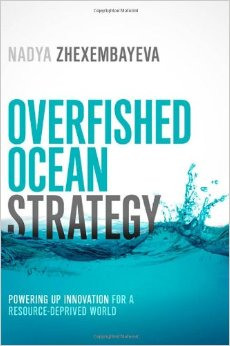 NADYA ZHEXEMBAYEVA
OVERFISHED
OCEAN
STRATEGY
POWERING UP INNOVATION FOR A
RESOURCE-DEPRIVED WORLD